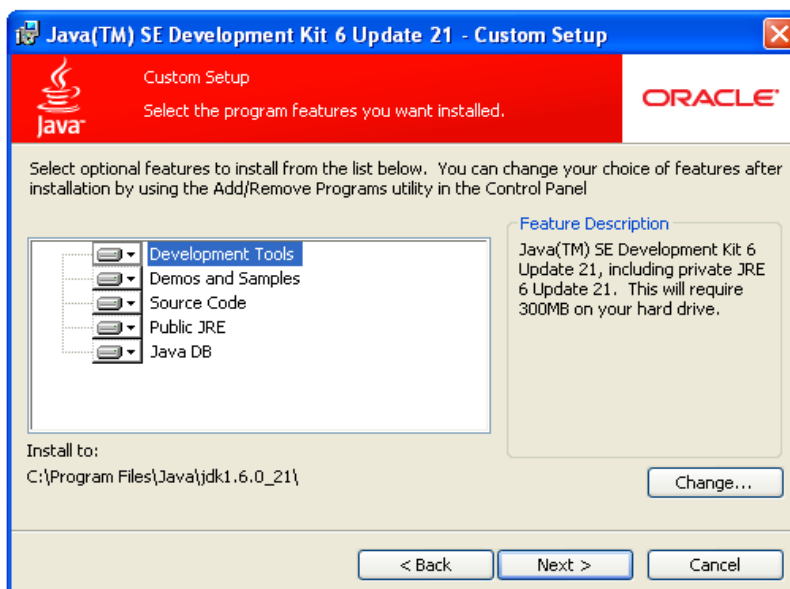 Java(TM) SE Development Kit 6 Update 21 - Custom Setup
Custom Setup
Select the program features you want installed.
Java™
ORACLE®
Select optional features to install from the list below.  You can change your choice of features after
installation by using the Add/Remove Programs utility in the Control Panel
Development Tools
Demos and Samples
Source Code
Public JRE
Java DB
Feature Description
Java(TM) SE Development Kit 6
Update 21, including private JRE
6 Update 21.  This will require
300MB on your hard drive.
Install to:
C:\Program Files\Java\jdk1.6.0_21\
Change...
< Back
Next >
Cancel